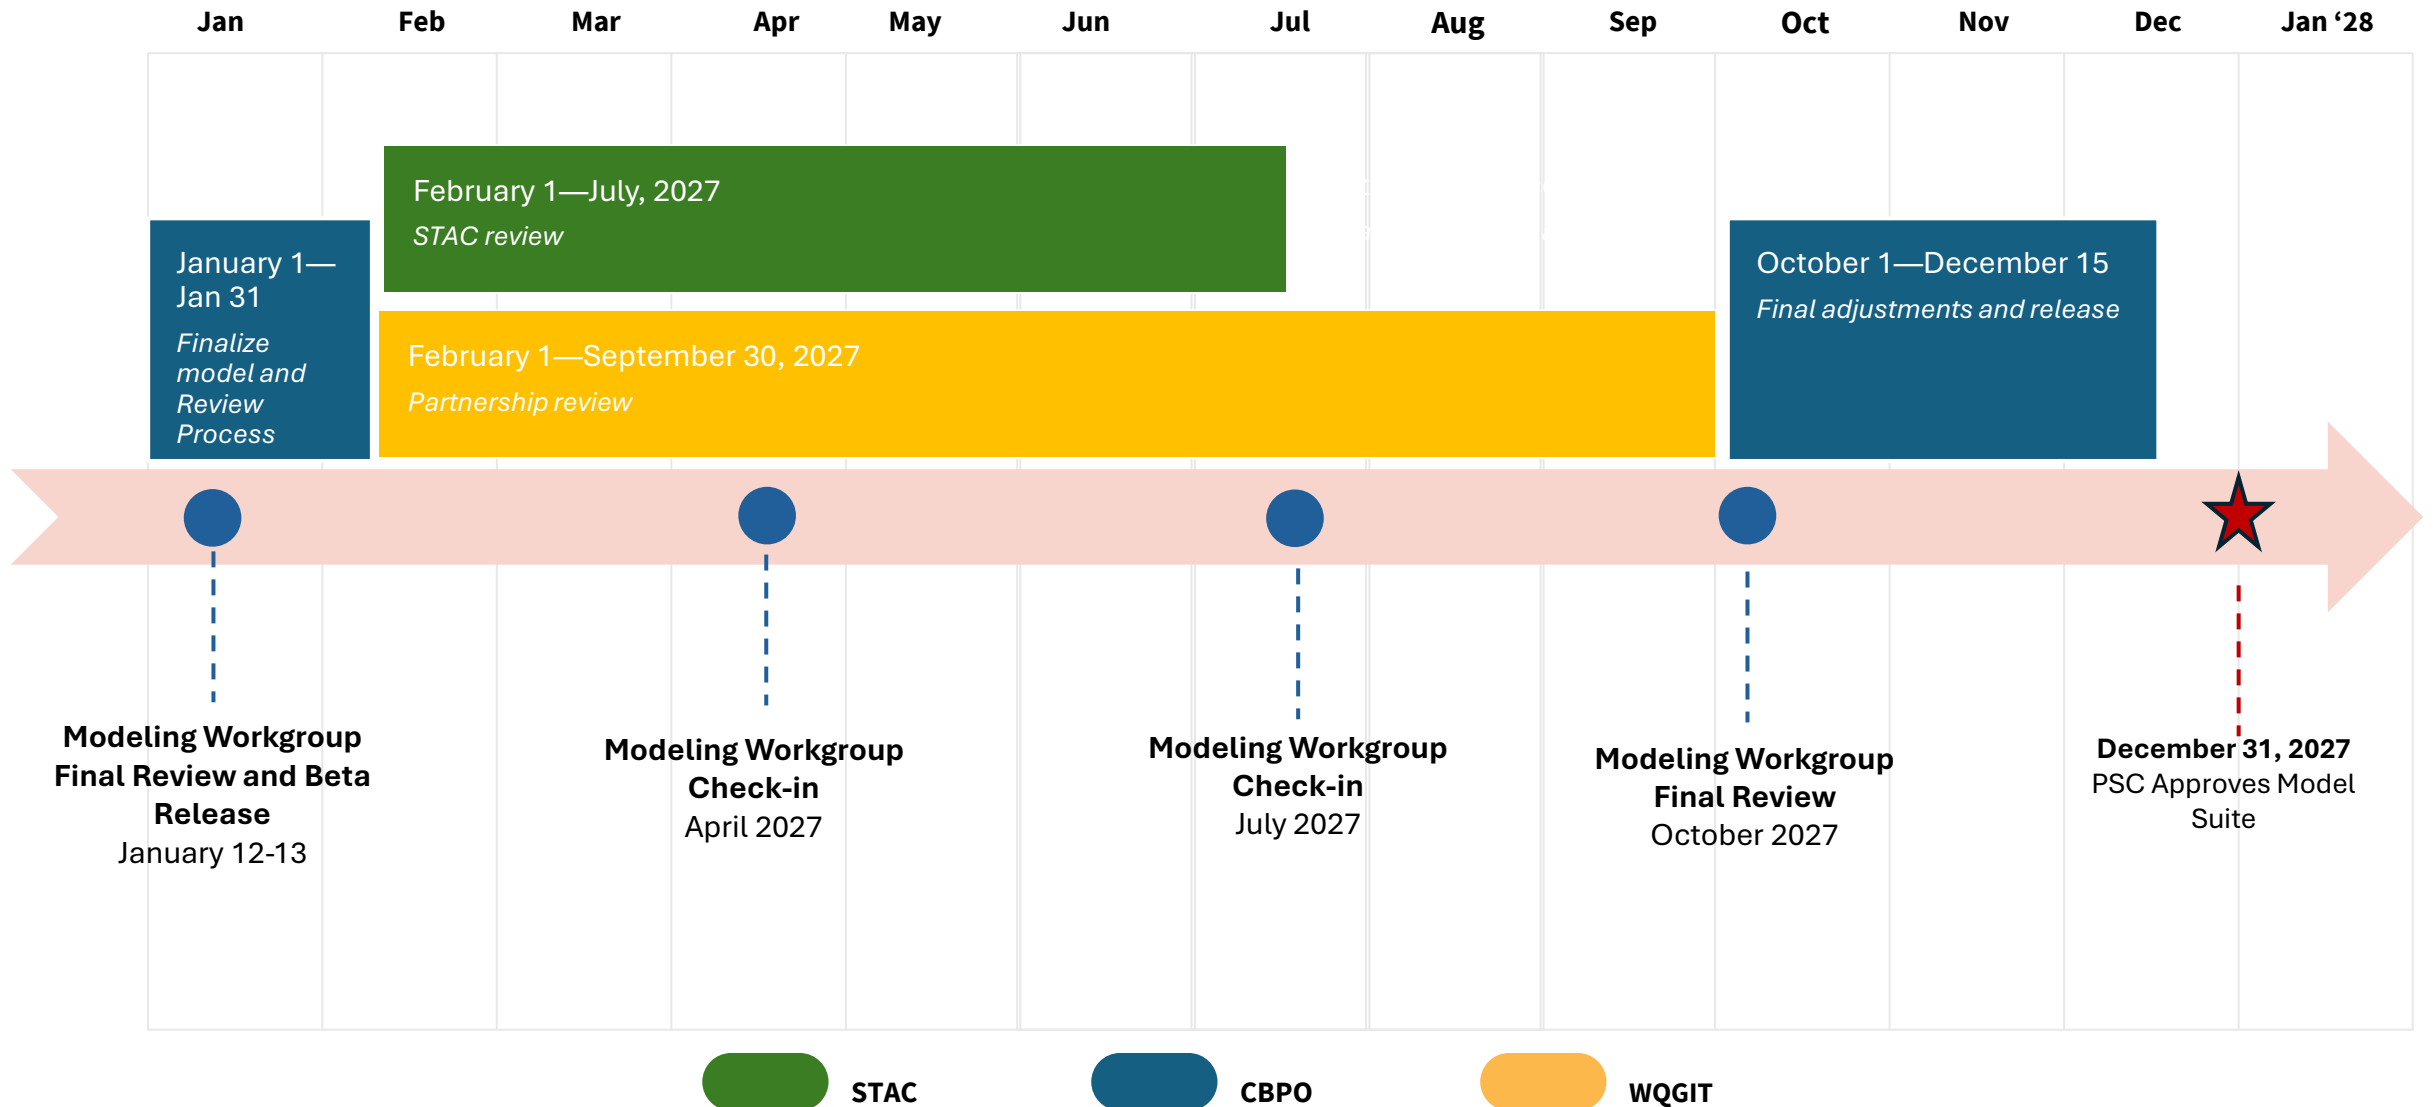 Jan Feb Mar Apr May Jun Jul Aug Sep Oct Nov Dec Jan ‘28
February 1—July, 2027
STAC review
January 1—
Jan 31
Finalize
model and
Review
Process
October 1—December 15
Final adjustments and release
February 1—September 30, 2027
Partnership review
Modeling Workgroup
Final Review and Beta
Release
January 12-13
Modeling Workgroup
Check-in
April 2027
Modeling Workgroup
Check-in
July 2027
Modeling Workgroup
Final Review
October 2027
December 31, 2027
PSC Approves Model
Suite
STAC
CBPO
WQGIT